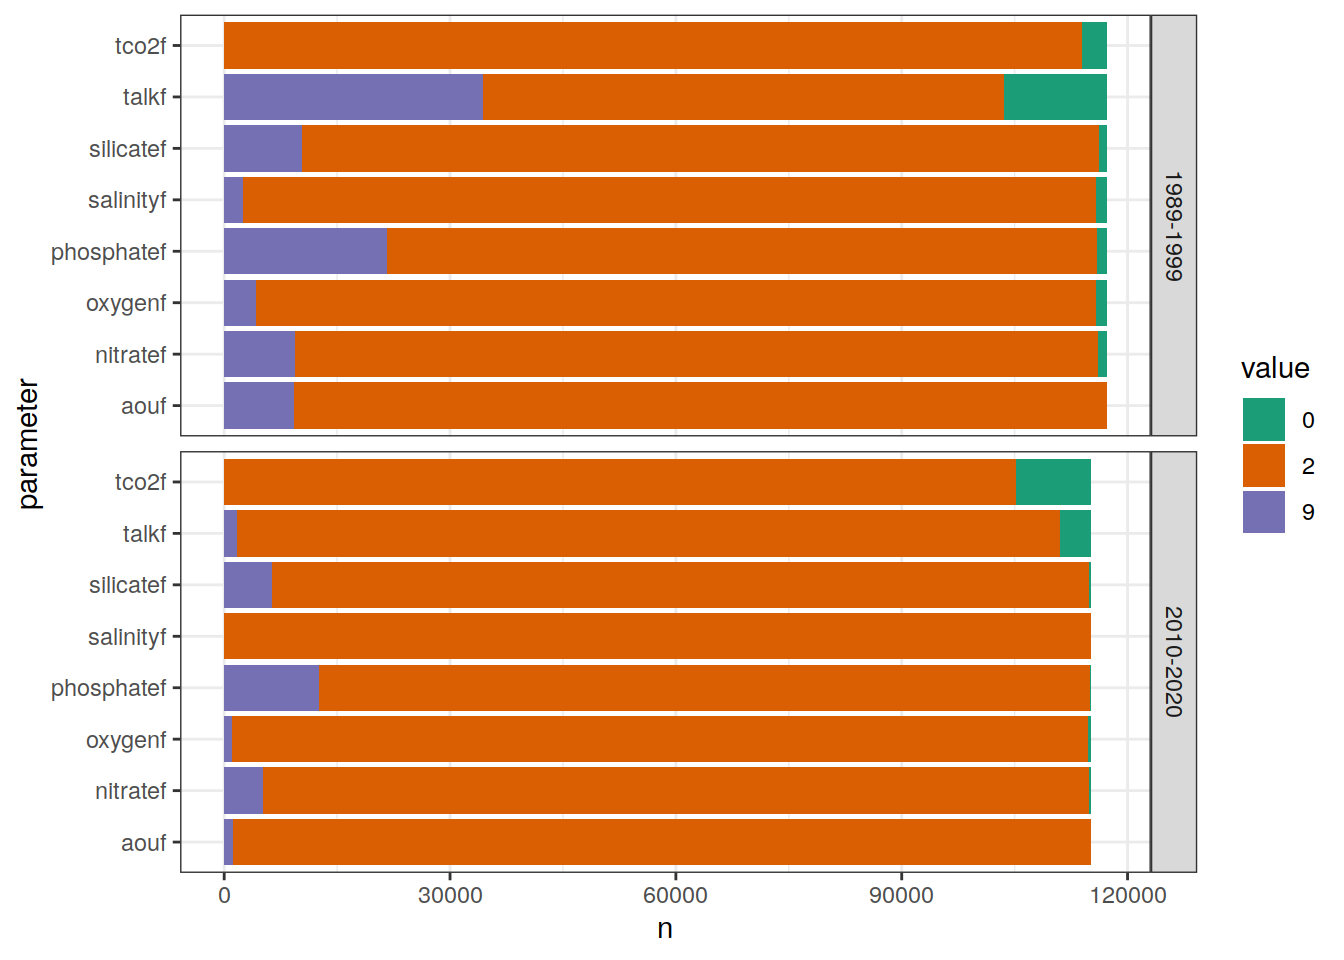 tco2f
talkf
silicatef
salinityf
phosphatef
oxygenf
nitratef
aouf
1989-1999
tco2f
talkf
silicatef
salinityf
phosphatef
oxygenf
nitratef
aouf
2010-2020
parameter
0
30000
60000
90000
120000
n
value
0
2
9